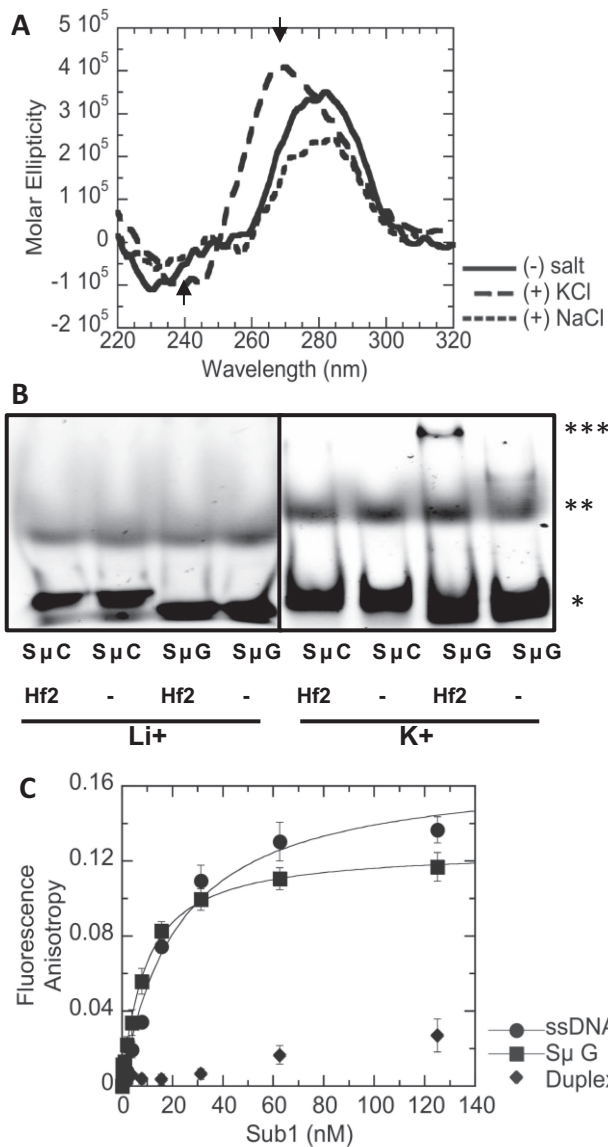 A
Molar Ellipticity
5 10⁵
4 10⁵
3 10⁵
2 10⁵
1 10⁵
0
-1 10⁵
-2 10⁵
220 240 260 280 300 320
Wavelength (nm)
(-) salt
(+) KCl
(+) NaCl
B
***
**
*
SµC SµC SµG SµG SµC SµC SµG SµG
Hf2 - Hf2 - Hf2 - Hf2 -
Li+ K+
C
Fluorescence
Anisotropy
0.16
0.12
0.08
0.04
0
0 20 40 60 80 100 120 140
Sub1 (nM)
ssDNA
Sµ G
Duplex